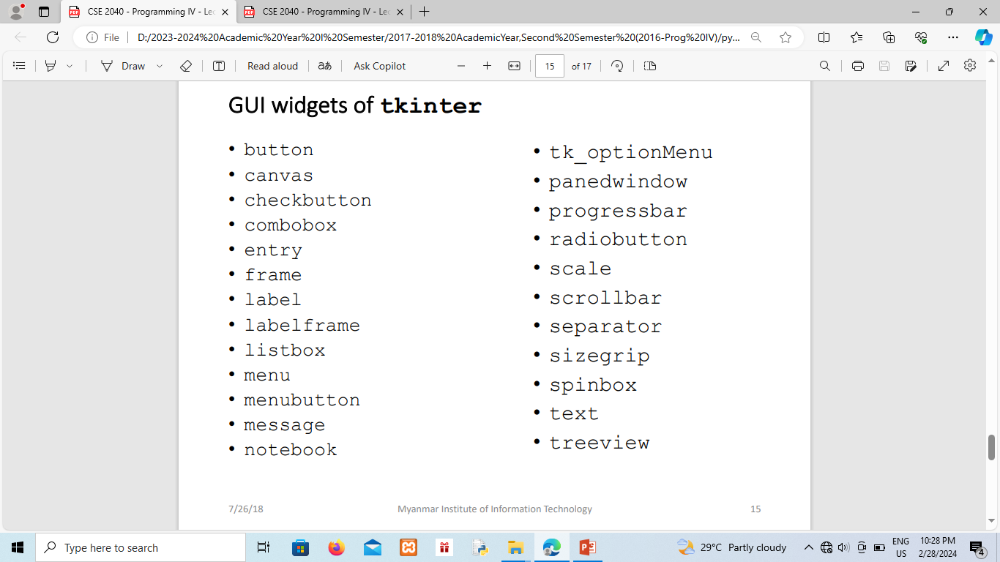 CSE 2040 - Programming IV - Lec
CSE 2040 - Programming IV - Lec
File
D:/2023-2024%20Academic%20Year%20I%20Semester/2017-2018%20AcademicYear,Second%20Semester%20(2016-Prog%20IV)/py...
Draw
Read aloud
aあ
Ask Copilot
15
of 17
GUI widgets of tkinter
• button
• canvas
• checkbutton
• combobox
• entry
• frame
• label
• labelframe
• listbox
• menu
• menubutton
• message
• notebook
• tk_optionMenu
• panedwindow
• progressbar
• radiobutton
• scale
• scrollbar
• separator
• sizegrip
• spinbox
• text
• treeview
7/26/18
Myanmar Institute of Information Technology
15
Type here to search
29°C Partly cloudy
ENG
US
10:28 PM
2/28/2024
4